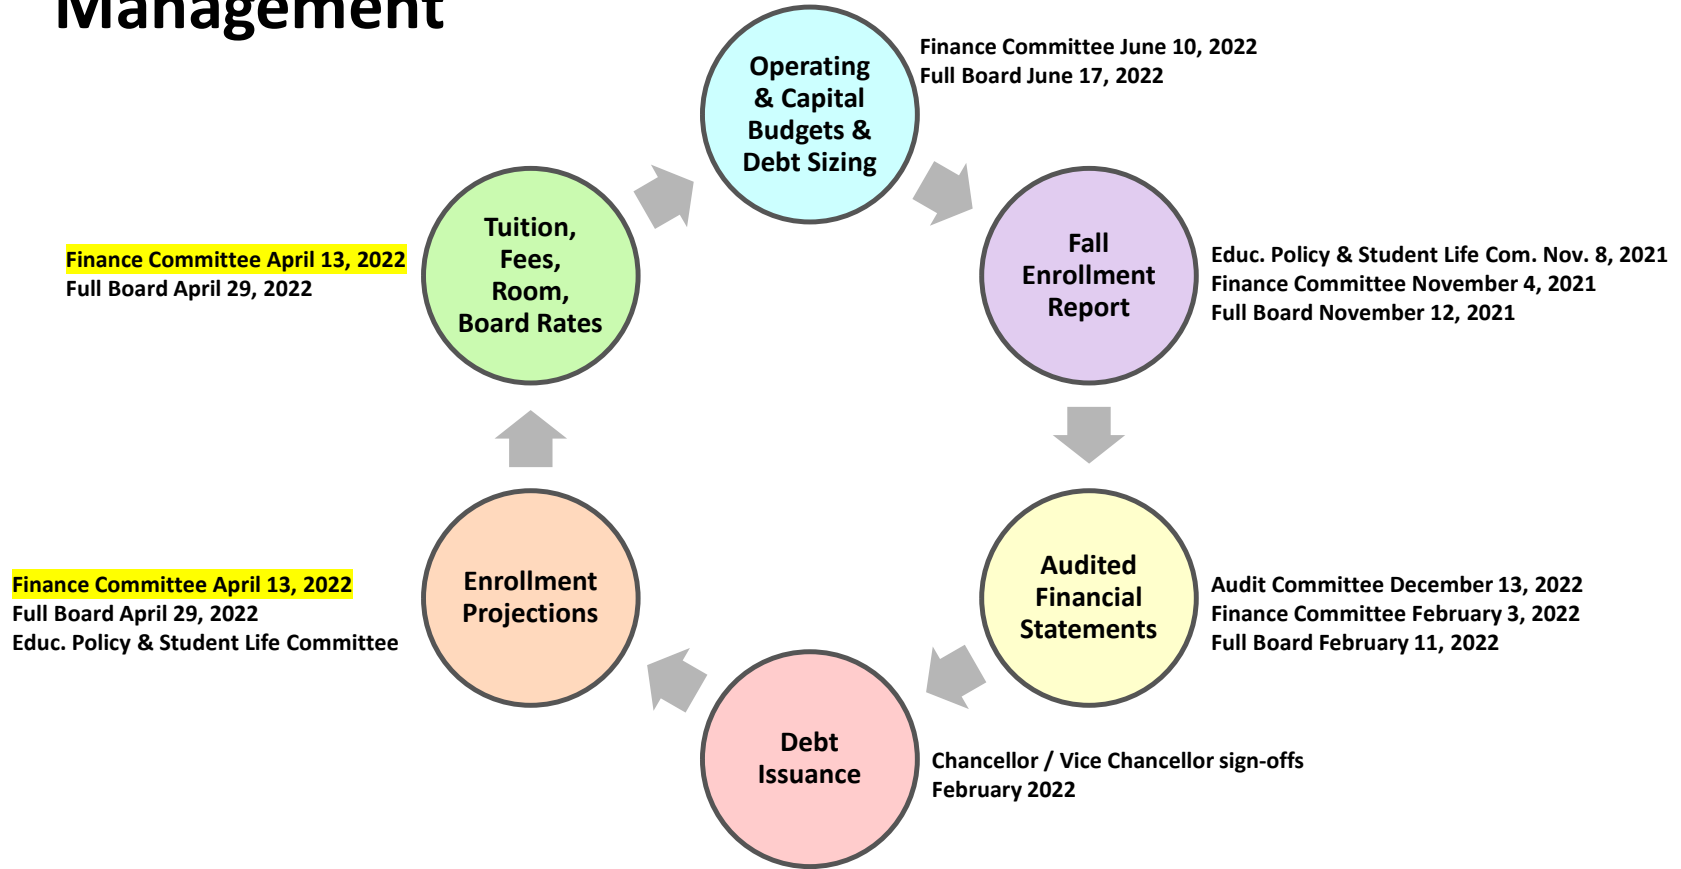 Management
Operating
& Capital
Budgets &
Debt Sizing
Finance Committee June 10, 2022
Full Board June 17, 2022
Fall
Enrollment
Report
Educ. Policy & Student Life Com. Nov. 8, 2021
Finance Committee November 4, 2021
Full Board November 12, 2021
Audited
Financial
Statements
Audit Committee December 13, 2022
Finance Committee February 3, 2022
Full Board February 11, 2022
Debt
Issuance
Chancellor / Vice Chancellor sign-offs
February 2022
Enrollment
Projections
Finance Committee April 13, 2022
Full Board April 29, 2022
Educ. Policy & Student Life Committee
Tuition,
Fees,
Room,
Board Rates
Finance Committee April 13, 2022
Full Board April 29, 2022